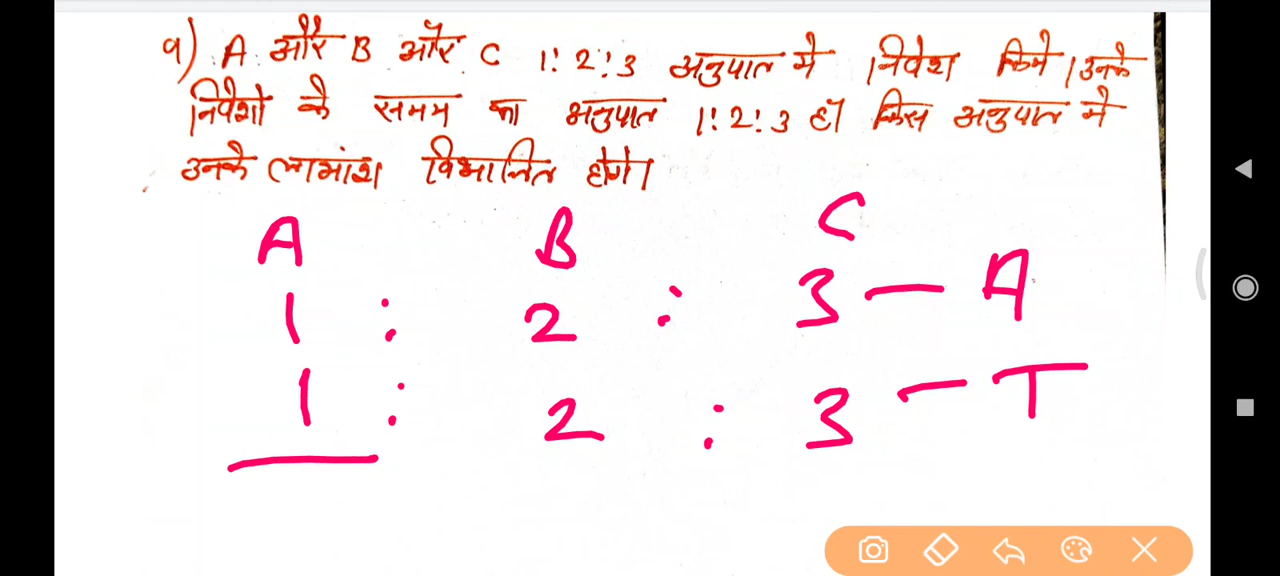 9) A और B और C 1:2:3 अनुपात में निवेश किये। उनके
निवेशो के समय का अनुपात 1:2:3 हो किस अनुपात में
उनके लाभांश विभाजित होंगे।
A B C
1 : 2 : 3 — A
1 : 2 : 3 — T